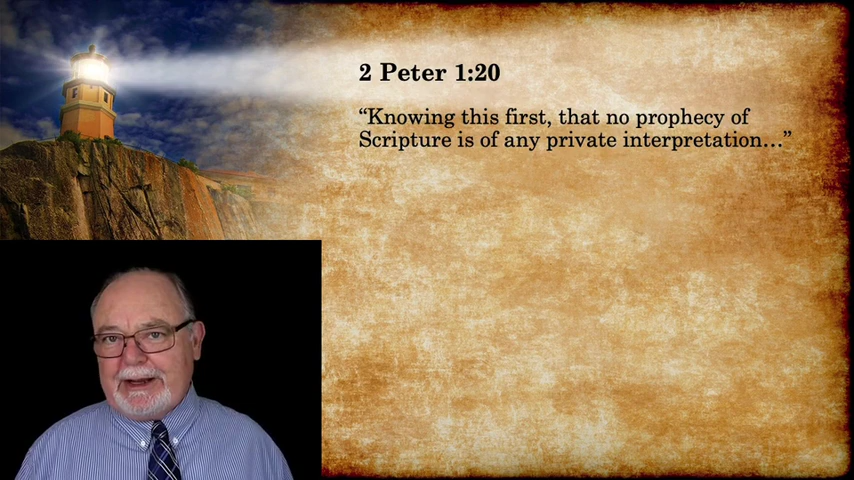 2 Peter 1:20
“Knowing this first, that no prophecy of
Scripture is of any private interpretation…”